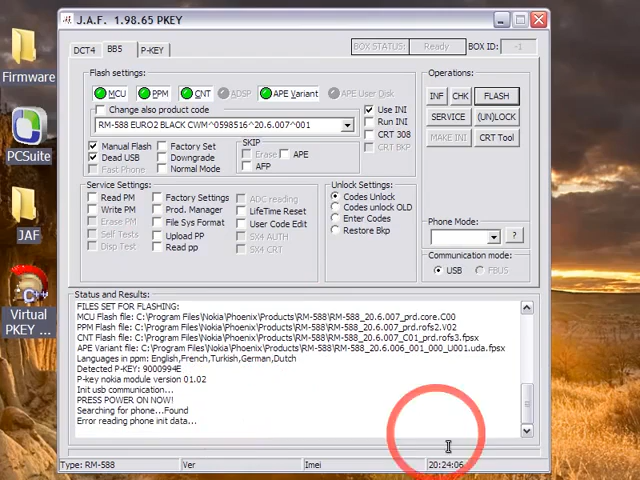 J.A.F. 1.98.65 PKEY
DCT4 BB5 P-KEY
BOX STATUS: Ready BOX ID: -1
Flash settings:
MCU PPM CNT ADSP APE Variant APE User Disk
Change also product code
RM-588 EURO2 BLACK CWM^0598516^20.6.007^001
Use INI
Run INI
CRT 308
CRT BKP
Manual Flash
Dead USB
Fast Phone
Factory Set
Downgrade
Normal Mode
SKIP
Erase APE
AFP
Operations:
INF CHK FLASH
SERVICE (UN)LOCK
MAKE INI CRT Tool
Service Settings:
Read PM
Write PM
Erase PM
Self Tests
Disp Test
Factory Settings
Prod. Manager
File Sys Format
Upload PP
Read pp
ADC reading
LifeTime Reset
User Code Edit
SX4 AUTH
SX4 CRT
Unlock Settings:
Codes Unlock
Codes unlock OLD
Enter Codes
Restore Bkp
Phone Mode:
?
Communication mode:
USB FBUS
Status and Results:
FILES SET FOR FLASHING:
MCU Flash file: C:\Program Files\Nokia\Phoenix\Products\RM-588\RM-588_20.6.007_prd.core.C00
PPM Flash file: C:\Program Files\Nokia\Phoenix\Products\RM-588\RM-588_20.6.007_prd.rofs2.V02
CNT Flash file: C:\Program Files\Nokia\Phoenix\Products\RM-588\RM-588_20.6.007_C01_prd.rofs3.fpsx
APE Variant file: C:\Program Files\Nokia\Phoenix\Products\RM-588\RM-588_20.6.006_001_000_U001.uda.fpsx
Languages in ppm: English,French,Turkish,German,Dutch
Detected P-KEY: 9000994E
P-key nokia module version 01.02
Init usb communication...
PRESS POWER ON NOW!
Searching for phone...Found
Error reading phone init data...
Type: RM-588 Ver Imei 20:24:06
Firmware
PCSuite
JAF
C++
Virtual
PKEY ...